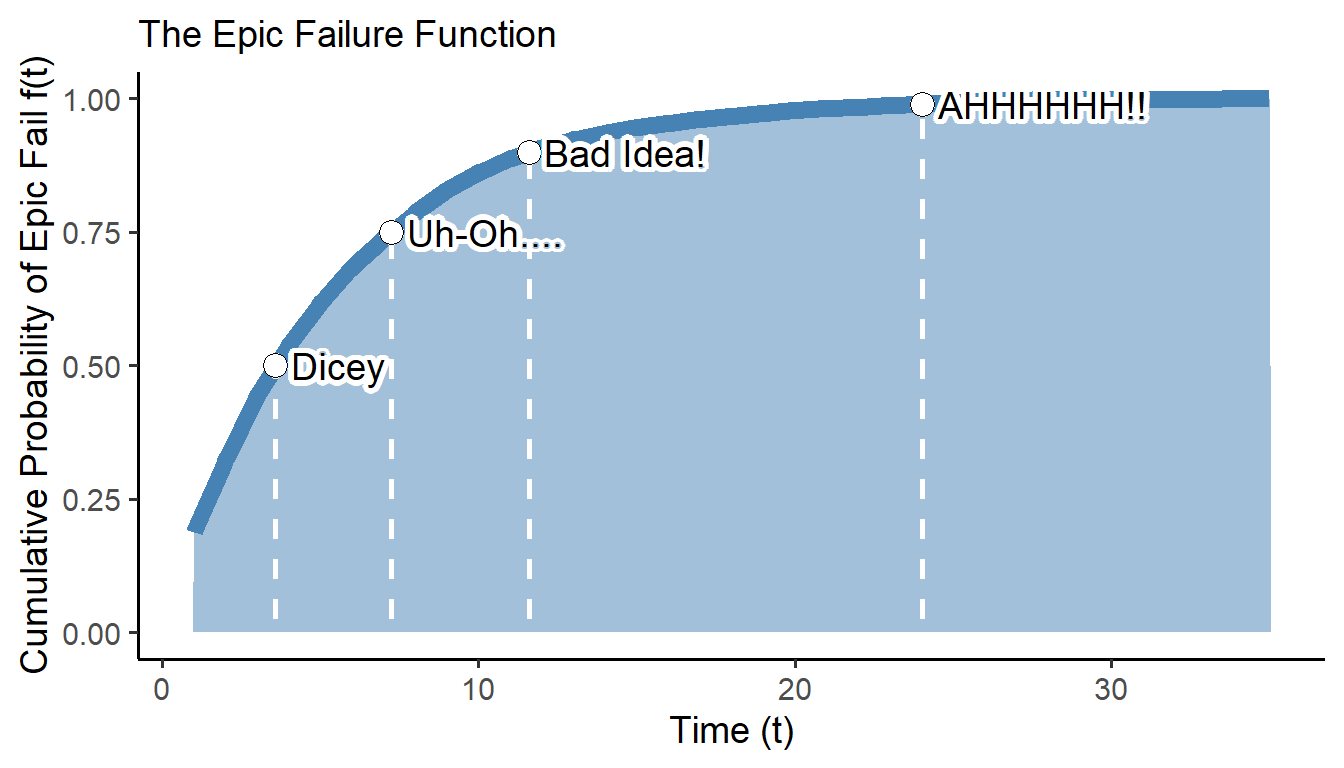 The Epic Failure Function
Cumulative Probability of Epic Fail f(t)
1.00
0.75
0.50
0.25
0.00
AHHHHHH!!
Bad Idea!
Uh-Oh....
Dicey
0
10
20
30
Time (t)